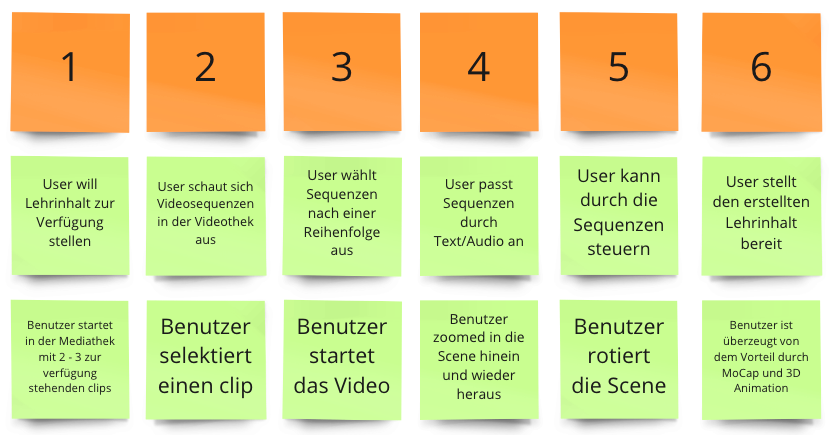 1
2
3
4
5
6
User will
Lehrinhalt zur
Verfügung
stellen
User schaut sich
Videosequenzen
in der Videothek
aus
User wählt
Sequenzen
nach einer
Reihenfolge
aus
User passt
Sequenzen
durch
Text/Audio an
User kann
durch die
Sequenzen
steuern
User stellt
den erstellten
Lehrinhalt
bereit
Benutzer startet
in der Mediathek
mit 2 - 3 zur
verfügung
stehenden clips
Benutzer
selektiert
einen clip
Benutzer
startet
das Video
Benutzer
zoomed in die
Scene hinein
und wieder
heraus
Benutzer
rotiert
die Scene
Benutzer ist
überzeugt von
dem Vorteil durch
MoCap und 3D
Animation